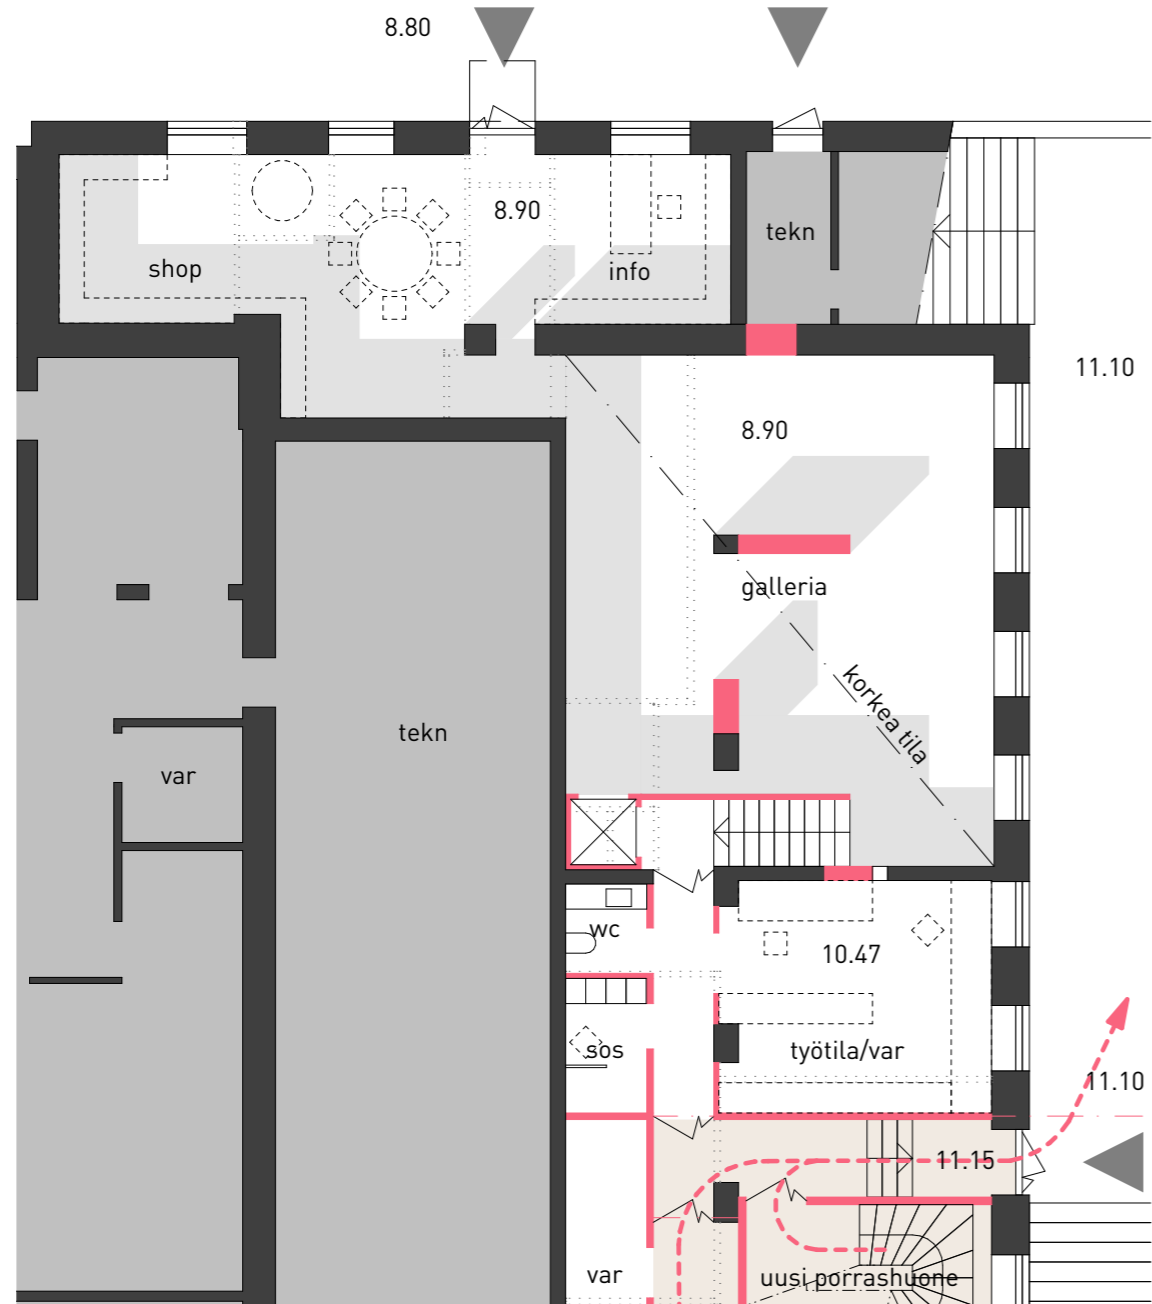 8.80
8.90
tekn
shop
info
11.10
8.90
galleria
korkea tila
tekn
var
wc
10.47
sos
työtila/var
11.10
11.15
var
uusi porrashuone